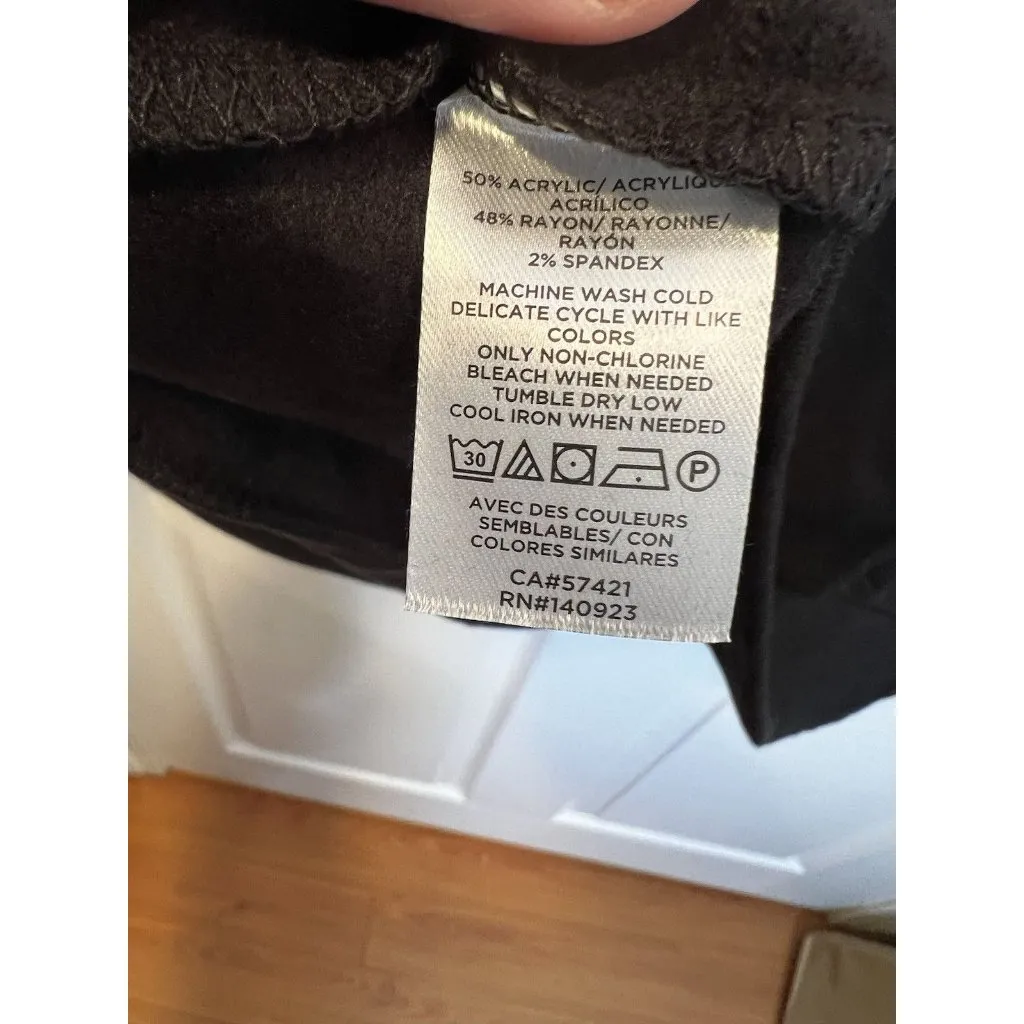 50% ACRYLIC/ ACRYLIQUE
ACRÍLICO
48% RAYON/ RAYONNE/
RAYÓN
2% SPANDEX
MACHINE WASH COLD
DELICATE CYCLE WITH LIKE
COLORS
ONLY NON-CHLORINE
BLEACH WHEN NEEDED
TUMBLE DRY LOW
COOL IRON WHEN NEEDED
30 P
AVEC DES COULEURS
SEMBLABLES/ CON
COLORES SIMILARES
CA#57421
RN#140923